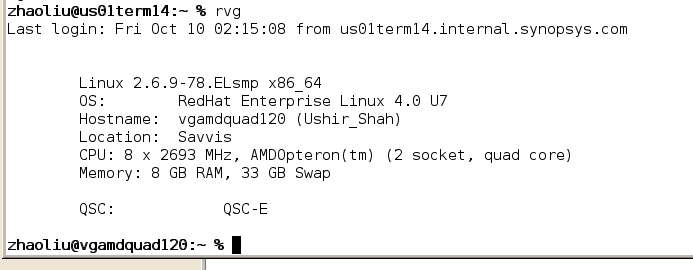 zhaoliu@us01term14:~ % rvg
Last login: Fri Oct 10 02:15:08 from us01term14.internal.synopsys.com
Linux 2.6.9-78.ELsmp x86_64
OS: RedHat Enterprise Linux 4.0 U7
Hostname: vgamdquad120 (Ushir_Shah)
Location: Savvis
CPU: 8 x 2693 MHz, AMDOpteron(tm) (2 socket, quad core)
Memory: 8 GB RAM, 33 GB Swap
QSC: QSC-E
zhaoliu@vgamdquad120:~ %